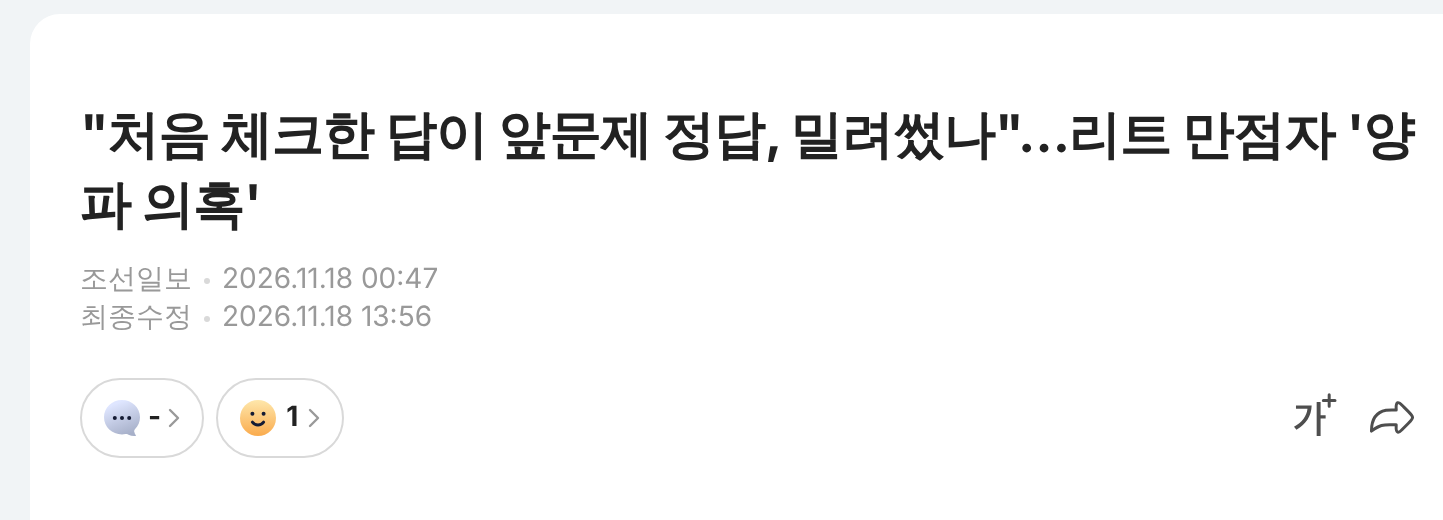 "처음 체크한 답이 앞문제 정답, 밀려썼나"…리트 만점자 '양
파 의혹'
조선일보 • 2026.11.18 00:47
최종수정 • 2026.11.18 13:56
- > 1 > 가+